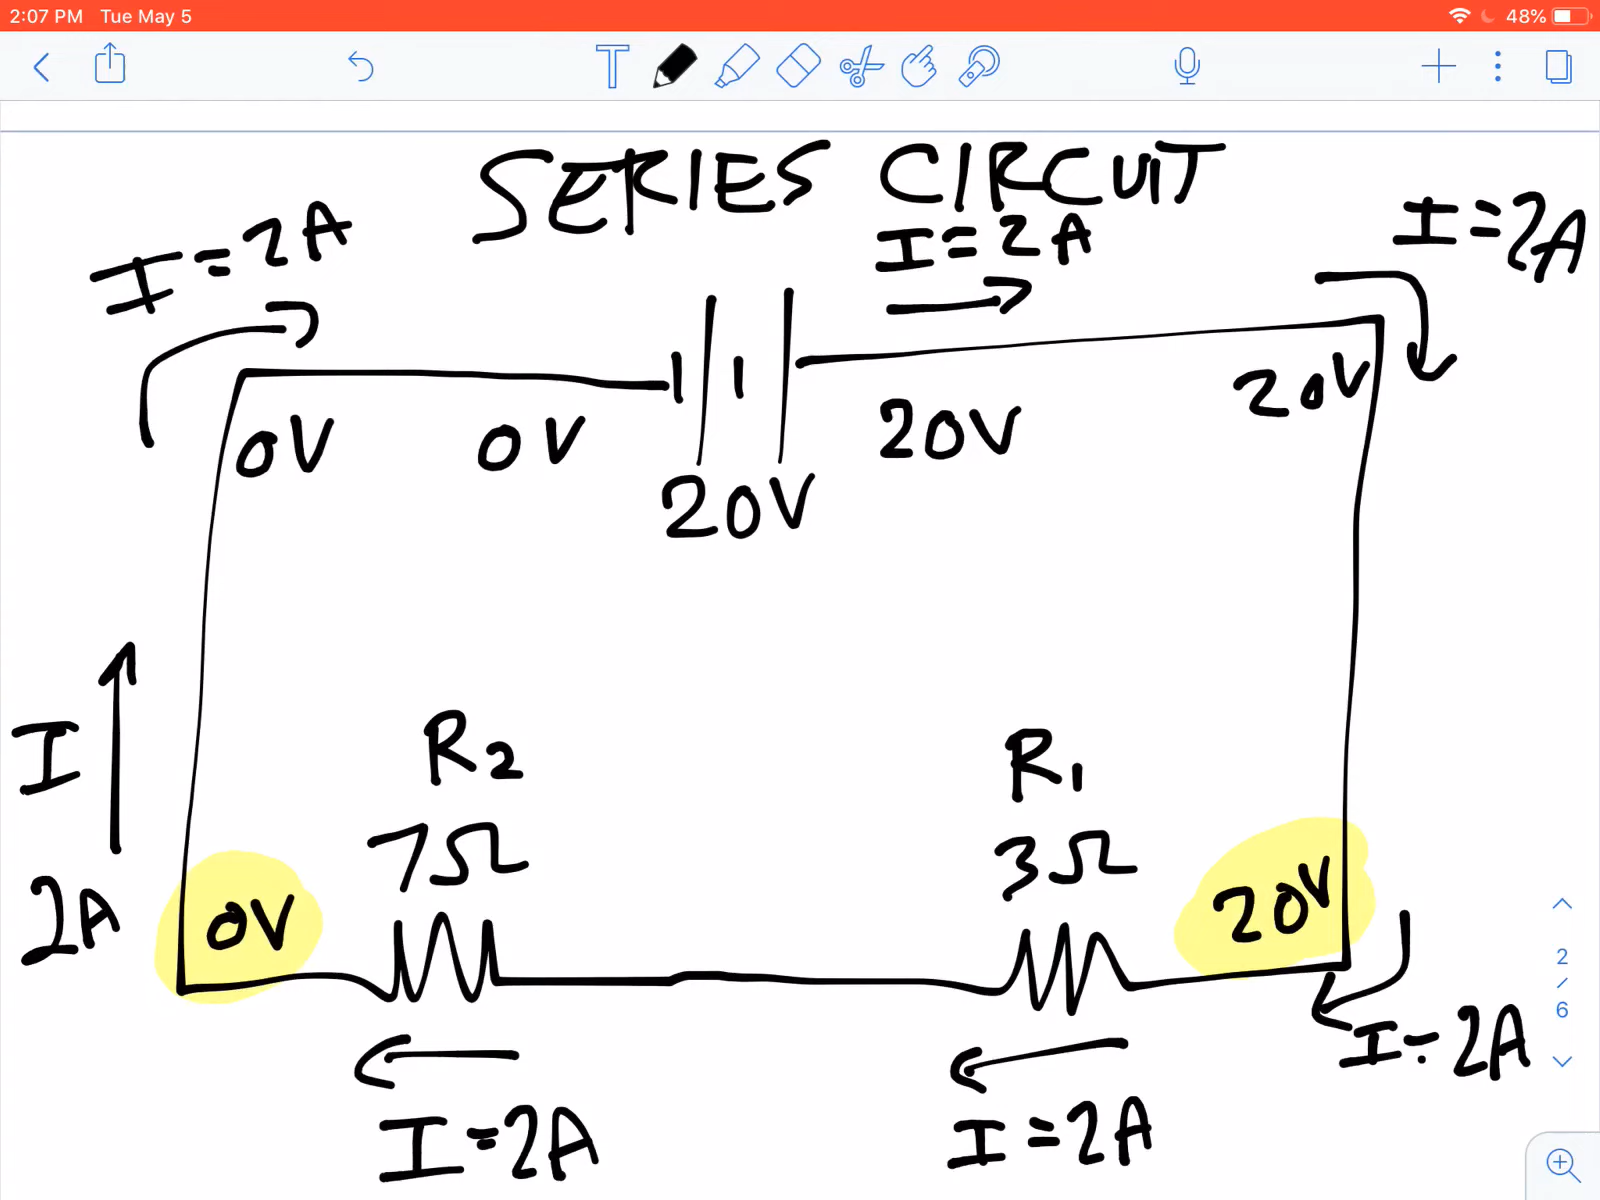 2:07 PM Tue May 5
48%
SERIES CIRCUIT
I=2A
I=2A
I=2A
0V
0V
20V
20V
20V
I
2A
R2
7Ω
R1
3Ω
0V
20V
I=2A
I=2A
I=2A
2
/
6